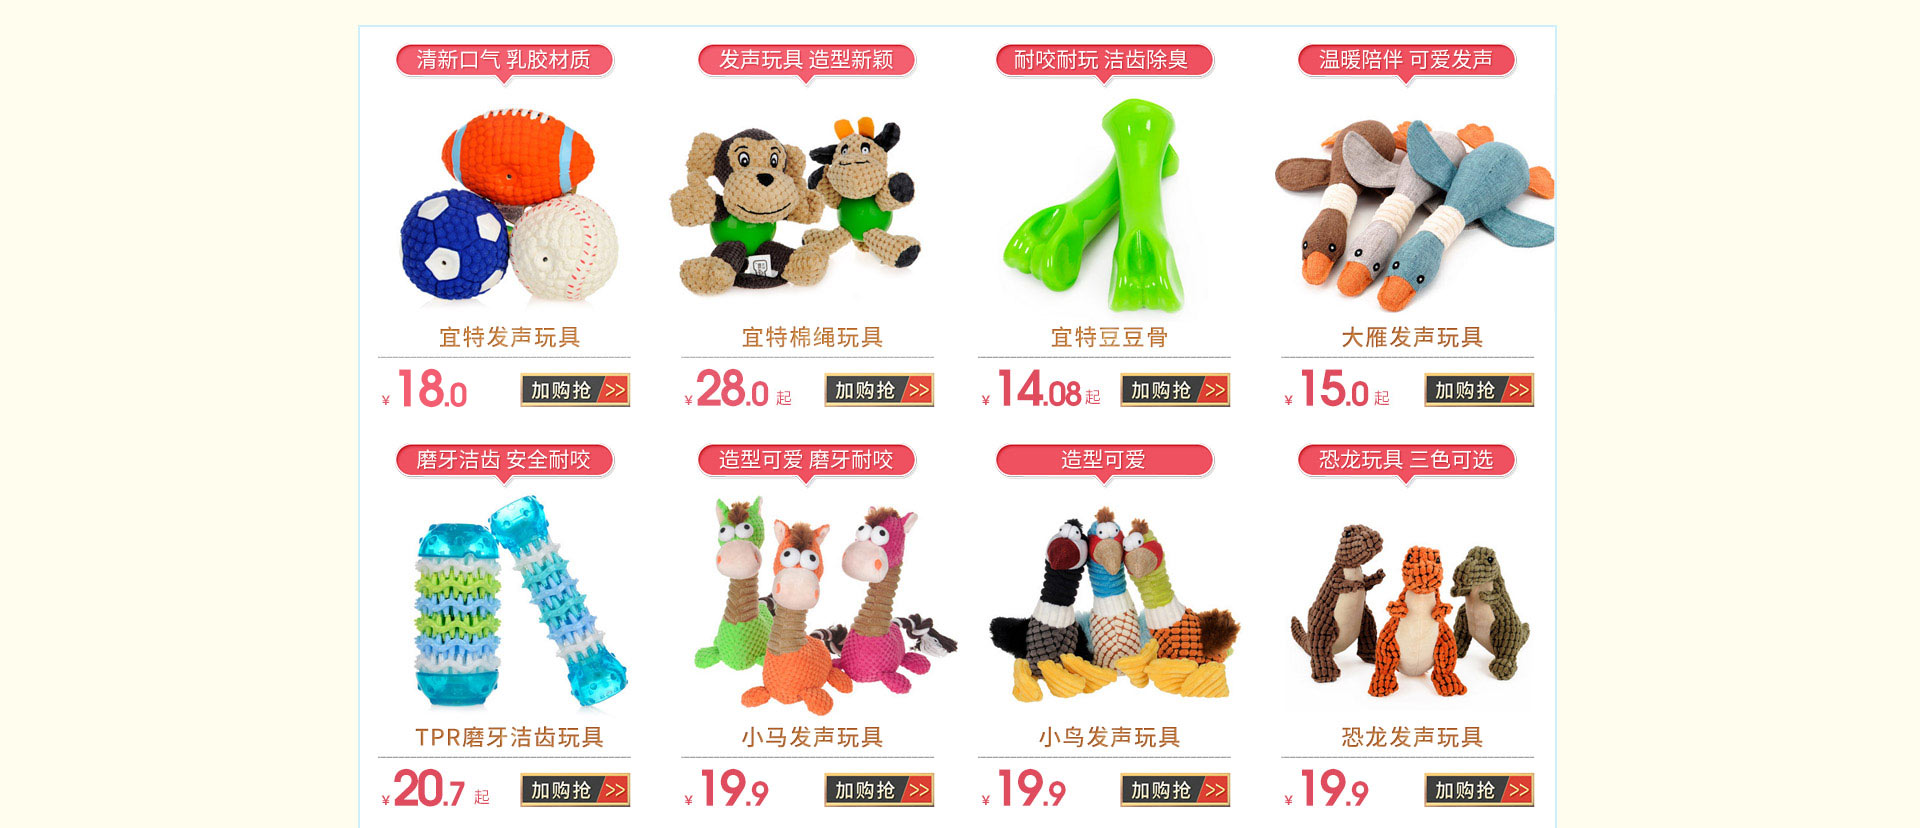 清新口气 乳胶材质
发声玩具 造型新颖
耐咬耐玩 洁齿除臭
温暖陪伴 可爱发声
宜特发声玩具
宜特棉绳玩具
宜特豆豆骨
大雁发声玩具
¥18.0 加购抢 >>
¥28.0 起 加购抢 >>
¥14.08 起 加购抢 >>
¥15.0 起 加购抢 >>
磨牙洁齿 安全耐咬
造型可爱 磨牙耐咬
造型可爱
恐龙玩具 三色可选
TPR磨牙洁齿玩具
小马发声玩具
小鸟发声玩具
恐龙发声玩具
¥20.7 起 加购抢 >>
¥19.9 加购抢 >>
¥19.9 加购抢 >>
¥19.9 加购抢 >>